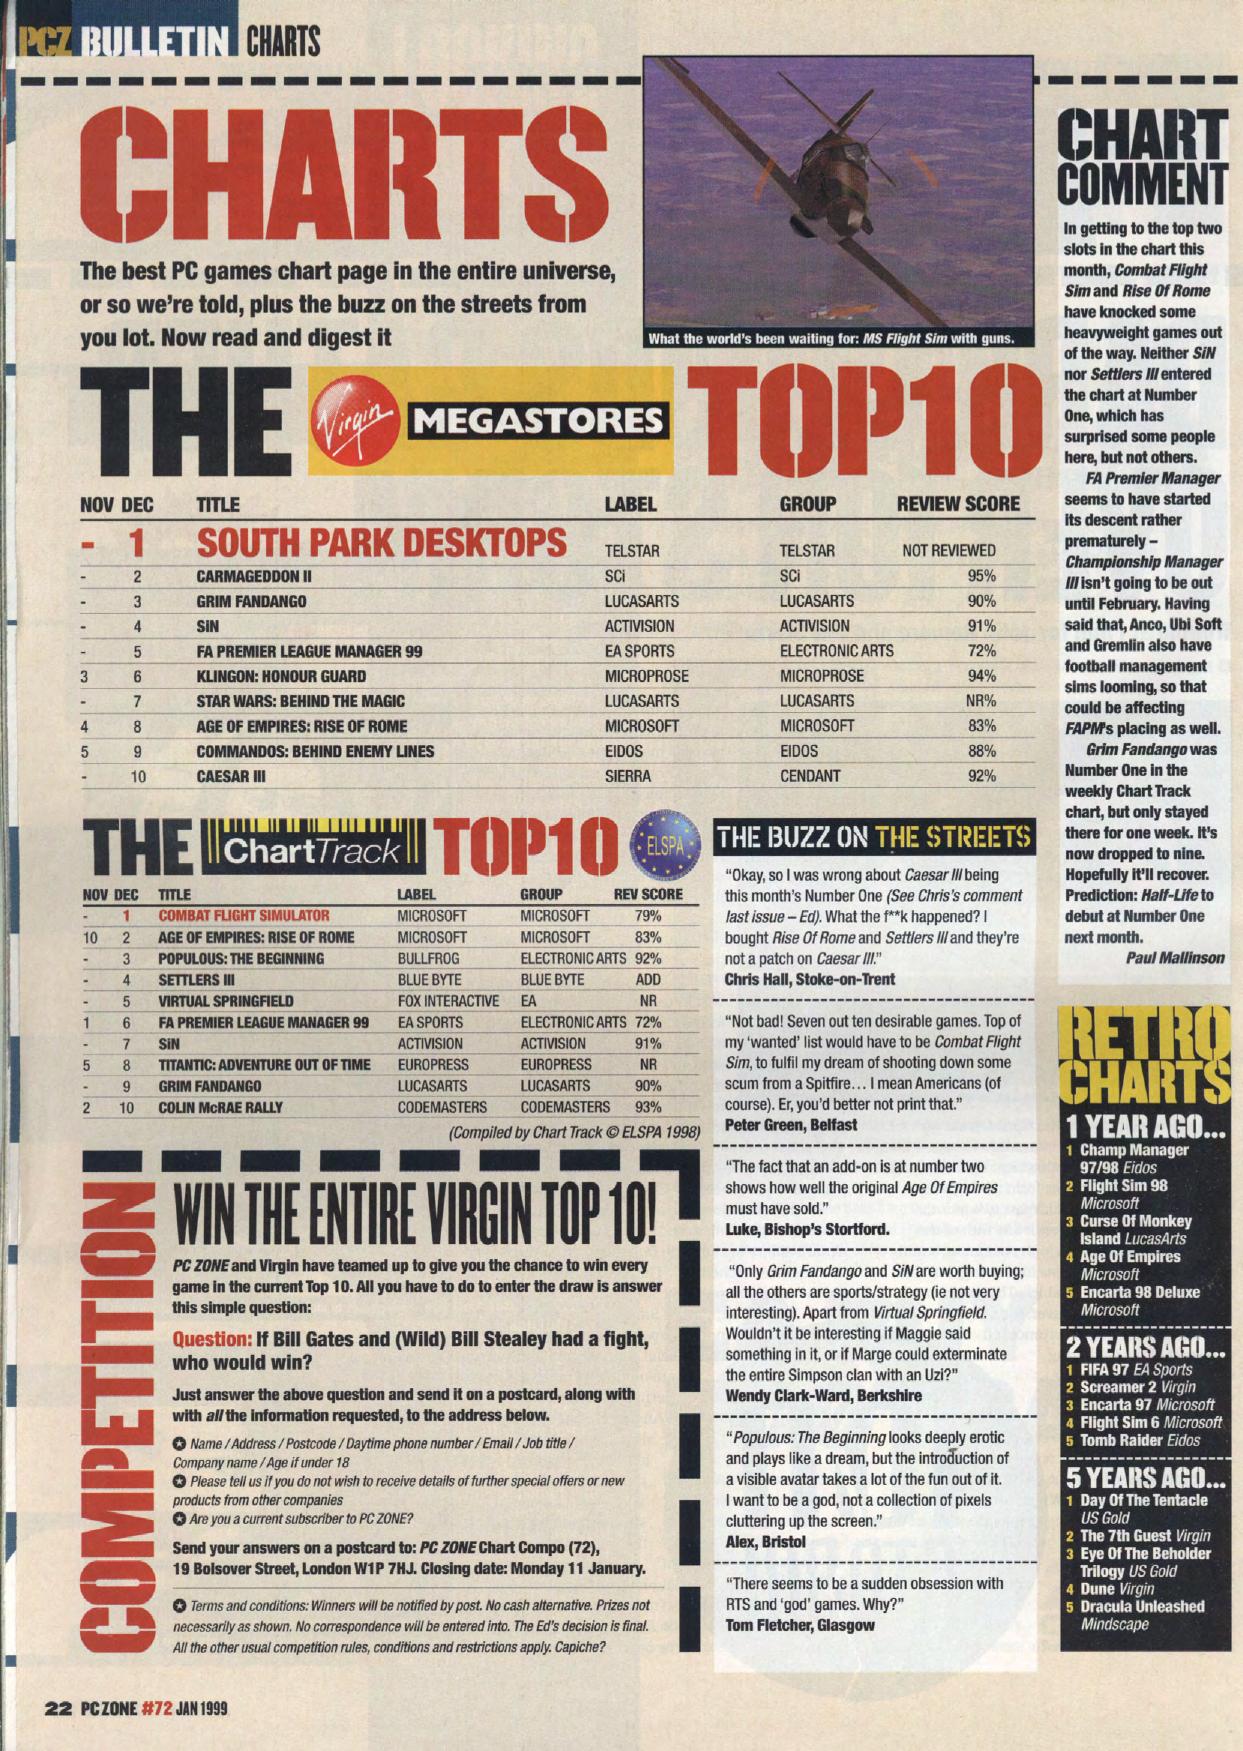 PCZ BULLETIN CHARTS
CHARTS
The best PC games chart page in the entire universe,
or so we're told, plus the buzz on the streets from
you lot. Now read and digest it
What the world's been waiting for: MS Flight Sim with guns.
THE Virgin MEGASTORES TOP10
NOV DEC TITLE LABEL GROUP REVIEW SCORE
- 1 SOUTH PARK DESKTOPS TELSTAR TELSTAR NOT REVIEWED
- 2 CARMAGEDDON II SCi SCi 95%
- 3 GRIM FANDANGO LUCASARTS LUCASARTS 90%
- 4 SIN ACTIVISION ACTIVISION 91%
- 5 FA PREMIER LEAGUE MANAGER 99 EA SPORTS ELECTRONIC ARTS 72%
3 6 KLINGON: HONOUR GUARD MICROPROSE MICROPROSE 94%
- 7 STAR WARS: BEHIND THE MAGIC LUCASARTS LUCASARTS NR%
4 8 AGE OF EMPIRES: RISE OF ROME MICROSOFT MICROSOFT 83%
5 9 COMMANDOS: BEHIND ENEMY LINES EIDOS EIDOS 88%
- 10 CAESAR III SIERRA CENDANT 92%
THE ChartTrack TOP10 ELSPA
NOV DEC TITLE LABEL GROUP REV SCORE
- 1 COMBAT FLIGHT SIMULATOR MICROSOFT MICROSOFT 79%
10 2 AGE OF EMPIRES: RISE OF ROME MICROSOFT MICROSOFT 83%
- 3 POPULOUS: THE BEGINNING BULLFROG ELECTRONIC ARTS 92%
- 4 SETTLERS III BLUE BYTE BLUE BYTE ADD
- 5 VIRTUAL SPRINGFIELD FOX INTERACTIVE EA NR
1 6 FA PREMIER LEAGUE MANAGER 99 EA SPORTS ELECTRONIC ARTS 72%
- 7 SiN ACTIVISION ACTIVISION 91%
5 8 TITANTIC: ADVENTURE OUT OF TIME EUROPRESS EUROPRESS NR
- 9 GRIM FANDANGO LUCASARTS LUCASARTS 90%
2 10 COLIN McRAE RALLY CODEMASTERS CODEMASTERS 93%
(Compiled by Chart Track © ELSPA 1998)
COMPETITION
WIN THE ENTIRE VIRGIN TOP 10!
PC ZONE and Virgin have teamed up to give you the chance to win every
game in the current Top 10. All you have to do to enter the draw is answer
this simple question:
Question: If Bill Gates and (Wild) Bill Stealey had a fight,
who would win?
Just answer the above question and send it on a postcard, along with
with all the information requested, to the address below.
✪ Name / Address / Postcode / Daytime phone number / Email / Job title /
Company name / Age if under 18
✪ Please tell us if you do not wish to receive details of further special offers or new
products from other companies
✪ Are you a current subscriber to PC ZONE?
Send your answers on a postcard to: PC ZONE Chart Compo (72),
19 Bolsover Street, London W1P 7HJ. Closing date: Monday 11 January.
✪ Terms and conditions: Winners will be notified by post. No cash alternative. Prizes not
necessarily as shown. No correspondence will be entered into. The Ed's decision is final.
All the other usual competition rules, conditions and restrictions apply. Capiche?
THE BUZZ ON THE STREETS
"Okay, so I was wrong about Caesar III being
this month's Number One (See Chris's comment
last issue – Ed). What the f**k happened? I
bought Rise Of Rome and Settlers III and they're
not a patch on Caesar III."
Chris Hall, Stoke-on-Trent
"Not bad! Seven out ten desirable games. Top of
my 'wanted' list would have to be Combat Flight
Sim, to fulfil my dream of shooting down some
scum from a Spitfire... I mean Americans (of
course). Er, you'd better not print that."
Peter Green, Belfast
"The fact that an add-on is at number two
shows how well the original Age Of Empires
must have sold."
Luke, Bishop's Stortford.
"Only Grim Fandango and SiN are worth buying;
all the others are sports/strategy (ie not very
interesting). Apart from Virtual Springfield.
Wouldn't it be interesting if Maggie said
something in it, or if Marge could exterminate
the entire Simpson clan with an Uzi?"
Wendy Clark-Ward, Berkshire
"Populous: The Beginning looks deeply erotic
and plays like a dream, but the introduction of
a visible avatar takes a lot of the fun out of it.
I want to be a god, not a collection of pixels
cluttering up the screen."
Alex, Bristol
"There seems to be a sudden obsession with
RTS and 'god' games. Why?"
Tom Fletcher, Glasgow
CHART
COMMENT
In getting to the top two
slots in the chart this
month, Combat Flight
Sim and Rise Of Rome
have knocked some
heavyweight games out
of the way. Neither SiN
nor Settlers III entered
the chart at Number
One, which has
surprised some people
here, but not others.
FA Premier Manager
seems to have started
its descent rather
prematurely –
Championship Manager
III isn't going to be out
until February. Having
said that, Anco, Ubi Soft
and Gremlin also have
football management
sims looming, so that
could be affecting
FAPM's placing as well.
Grim Fandango was
Number One in the
weekly Chart Track
chart, but only stayed
there for one week. It's
now dropped to nine.
Hopefully it'll recover.
Prediction: Half-Life to
debut at Number One
next month.
Paul Mallinson
RETRO
CHARTS
1 YEAR AGO...
1 Champ Manager
97/98 Eidos
2 Flight Sim 98
Microsoft
3 Curse Of Monkey
Island LucasArts
4 Age Of Empires
Microsoft
5 Encarta 98 Deluxe
Microsoft
2 YEARS AGO...
1 FIFA 97 EA Sports
2 Screamer 2 Virgin
3 Encarta 97 Microsoft
4 Flight Sim 6 Microsoft
5 Tomb Raider Eidos
5 YEARS AGO...
1 Day Of The Tentacle
US Gold
2 The 7th Guest Virgin
3 Eye Of The Beholder
Trilogy US Gold
4 Dune Virgin
5 Dracula Unleashed
Mindscape
22 PC ZONE #72 JAN 1999